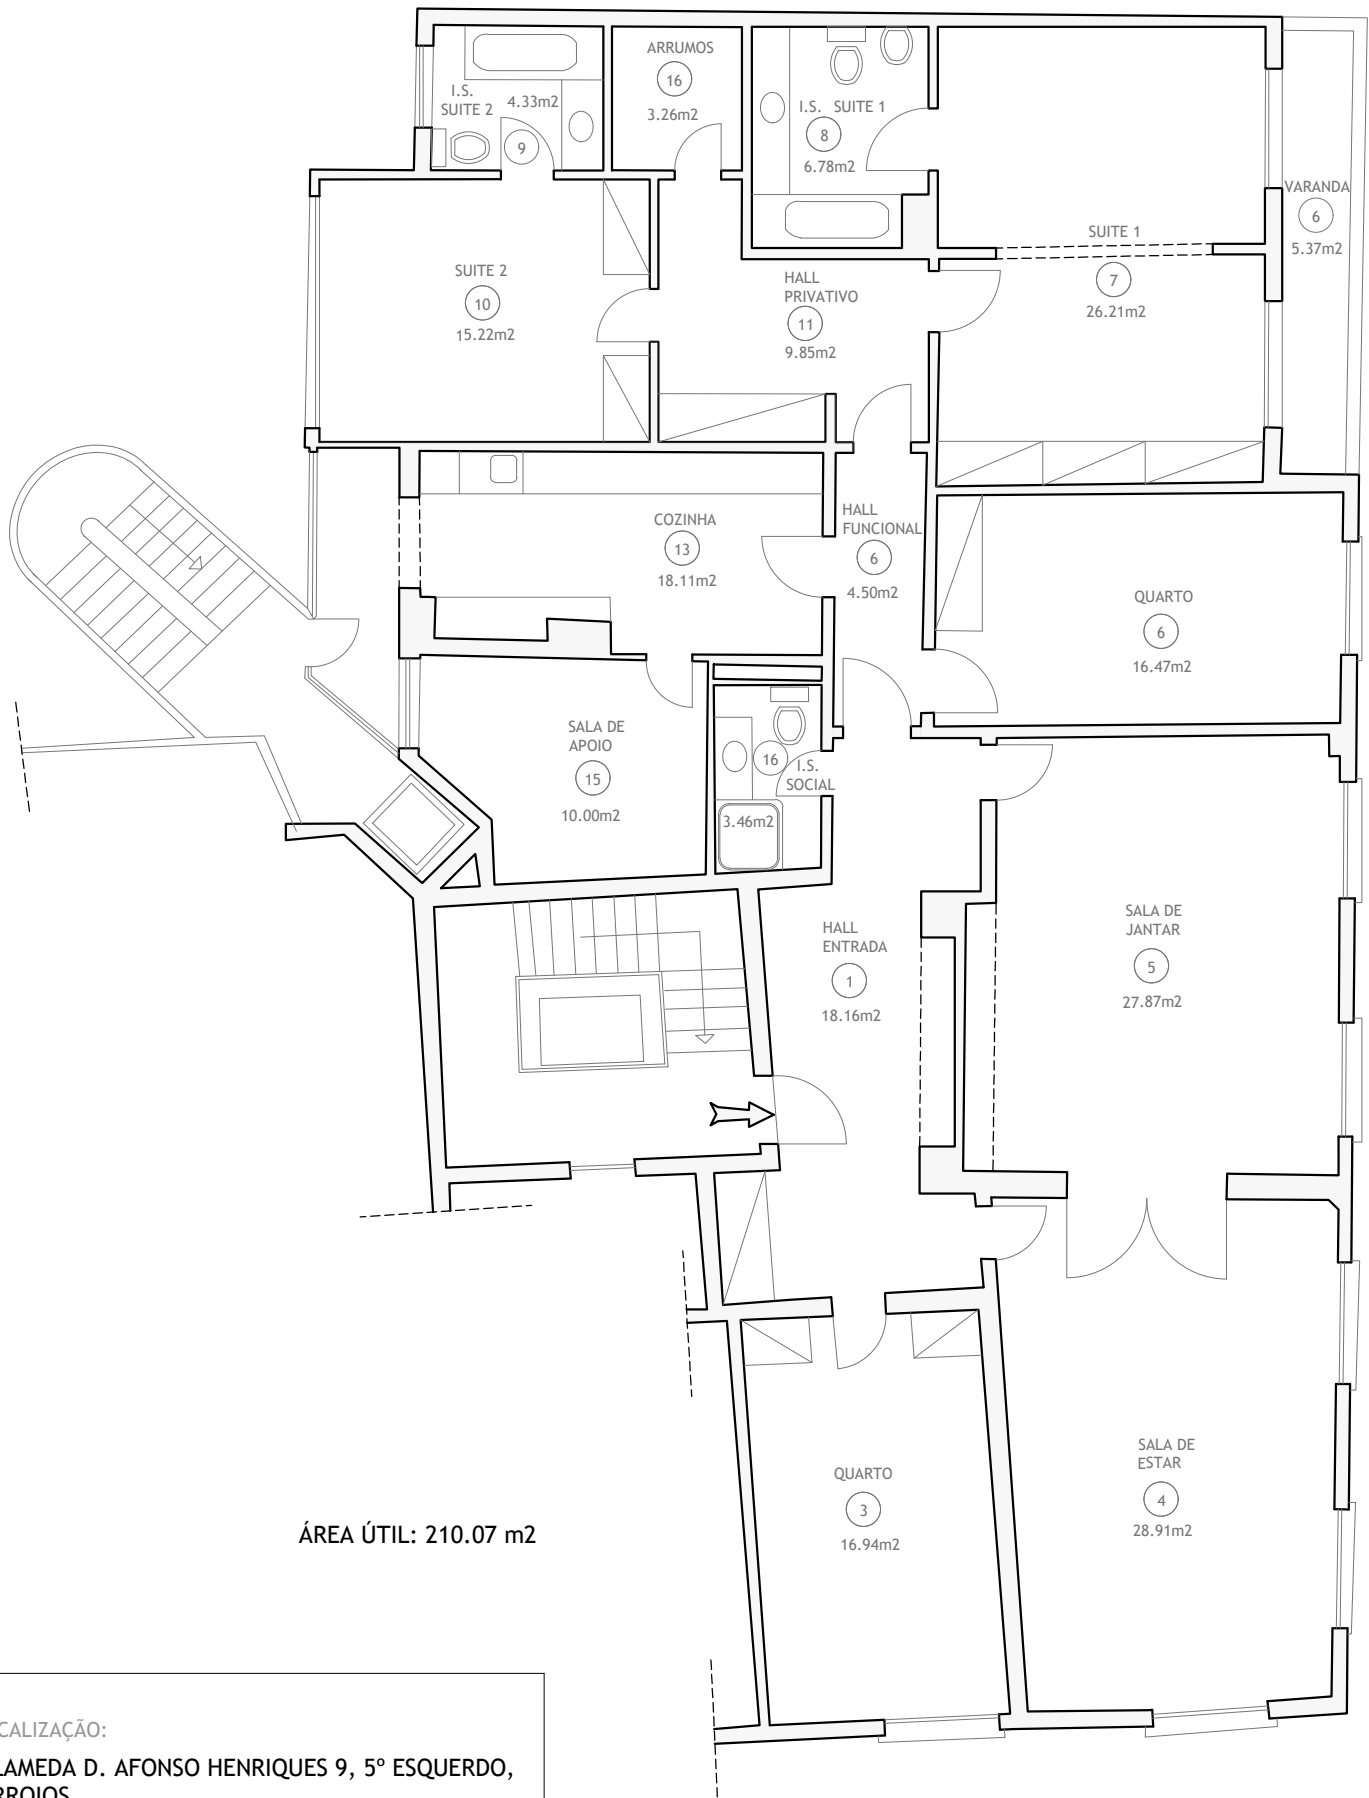 ARRUMOS
16
3.26m2
I.S.
SUITE 2
4.33m2
9
I.S. SUITE 1
8
6.78m2
VARANDA
6
5.37m2
SUITE 1
7
26.21m2
SUITE 2
10
15.22m2
HALL
PRIVATIVO
11
9.85m2
COZINHA
13
18.11m2
HALL
FUNCIONAL
6
4.50m2
QUARTO
6
16.47m2
SALA DE
APOIO
15
10.00m2
16
I.S.
SOCIAL
3.46m2
HALL
ENTRADA
1
18.16m2
SALA DE
JANTAR
5
27.87m2
QUARTO
3
16.94m2
SALA DE
ESTAR
4
28.91m2
ÁREA ÚTIL: 210.07 m2
CALIZAÇÃO:
LAMEDA D. AFONSO HENRIQUES 9, 5º ESQUERDO,
RROIOS